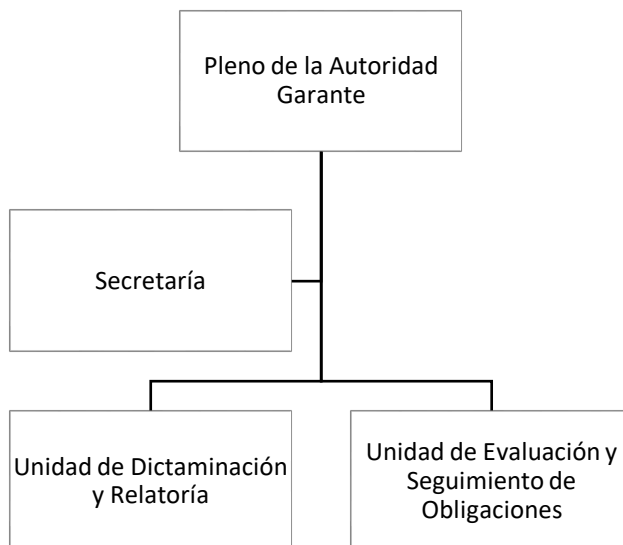 Pleno de la Autoridad
Garante
Secretaría
Unidad de Dictaminación
y Relatoría
Unidad de Evaluación y
Seguimiento de
Obligaciones